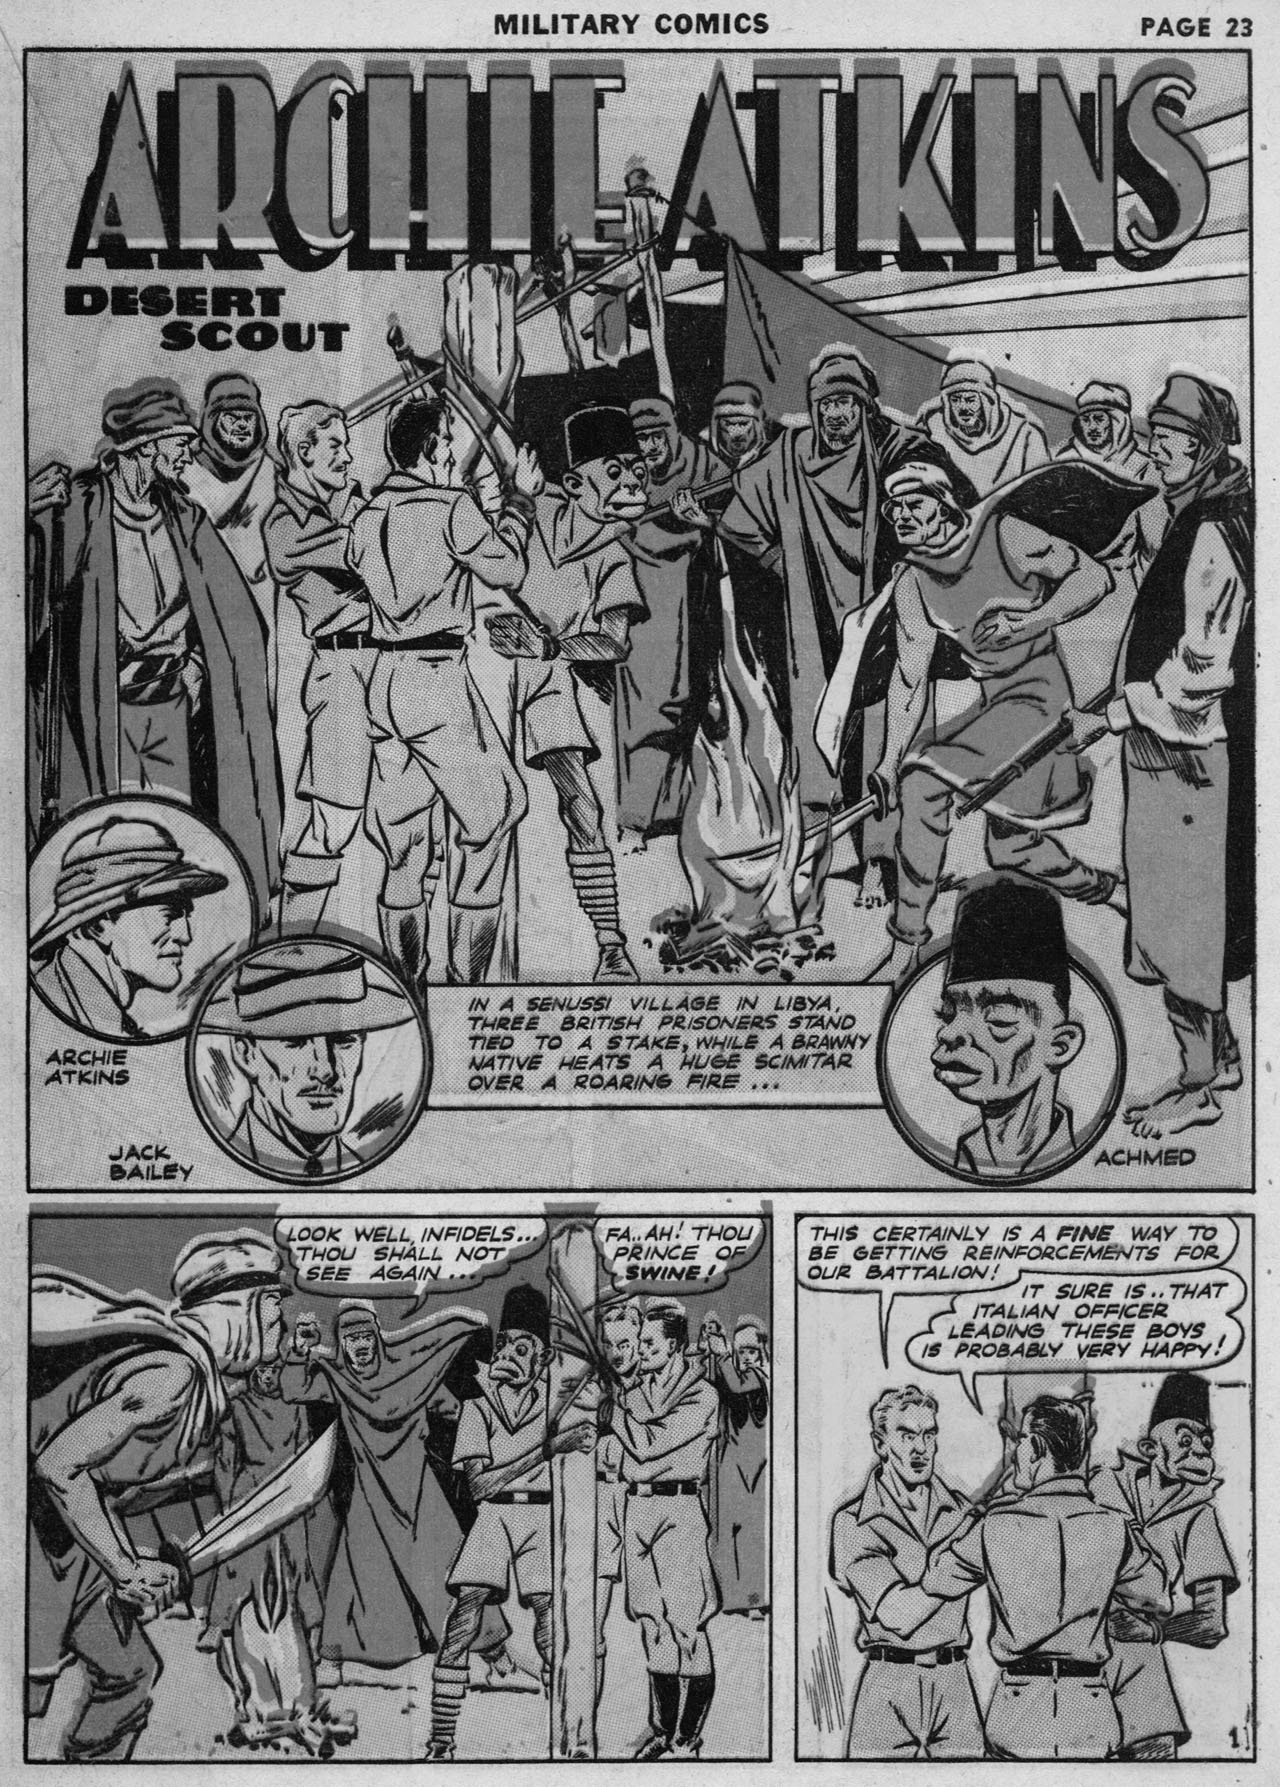 MILITARY COMICS
PAGE 23
ARCHIE ATKINS
DESERT
SCOUT
ARCHIE
ATKINS
JACK
BAILEY
IN A SENUSSI VILLAGE IN LIBYA,
THREE BRITISH PRISONERS STAND
TIED TO A STAKE, WHILE A BRAWNY
NATIVE HEATS A HUGE SCIMITAR
OVER A ROARING FIRE ...
ACHMED
LOOK WELL, INFIDELS...
THOU SHALL NOT
SEE AGAIN...
FA..AH! THOU
PRINCE OF
SWINE!
THIS CERTAINLY IS A FINE WAY TO
BE GETTING REINFORCEMENTS FOR
OUR BATTALION!
IT SURE IS..THAT
ITALIAN OFFICER
LEADING THESE BOYS
IS PROBABLY VERY HAPPY!
1